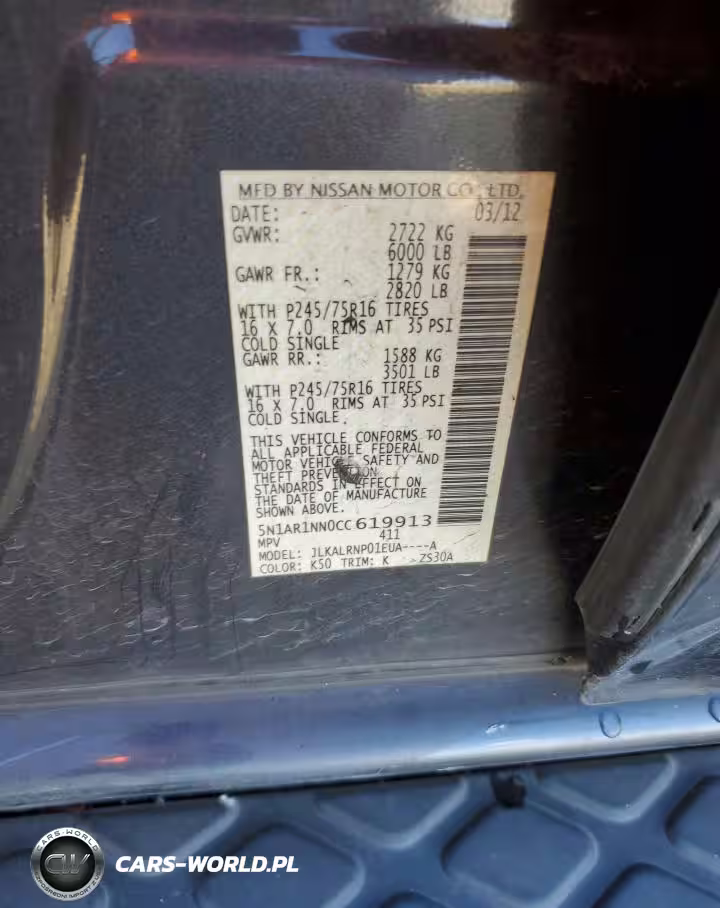 MFD BY NISSAN MOTOR CO., LTD.
DATE: 03/12
GVWR: 2722 KG
6000 LB
GAWR FR.: 1279 KG
2820 LB
WITH P245/75R16 TIRES
16 X 7.0 RIMS AT 35 PSI
COLD SINGLE
GAWR RR.: 1588 KG
3501 LB
WITH P245/75R16 TIRES
16 X 7.0 RIMS AT 35 PSI
COLD SINGLE.
THIS VEHICLE CONFORMS TO
ALL APPLICABLE FEDERAL
MOTOR VEHICLE SAFETY AND
THEFT PREVENTION
STANDARDS IN EFFECT ON
THE DATE OF MANUFACTURE
SHOWN ABOVE.
5N1AR1NN0CC619913
MPV 411
MODEL: JLKALRNP01EUA----A
COLOR: K50 TRIM: K ZS30A
CARS-WORLD
CW
CARS-WORLD.PL